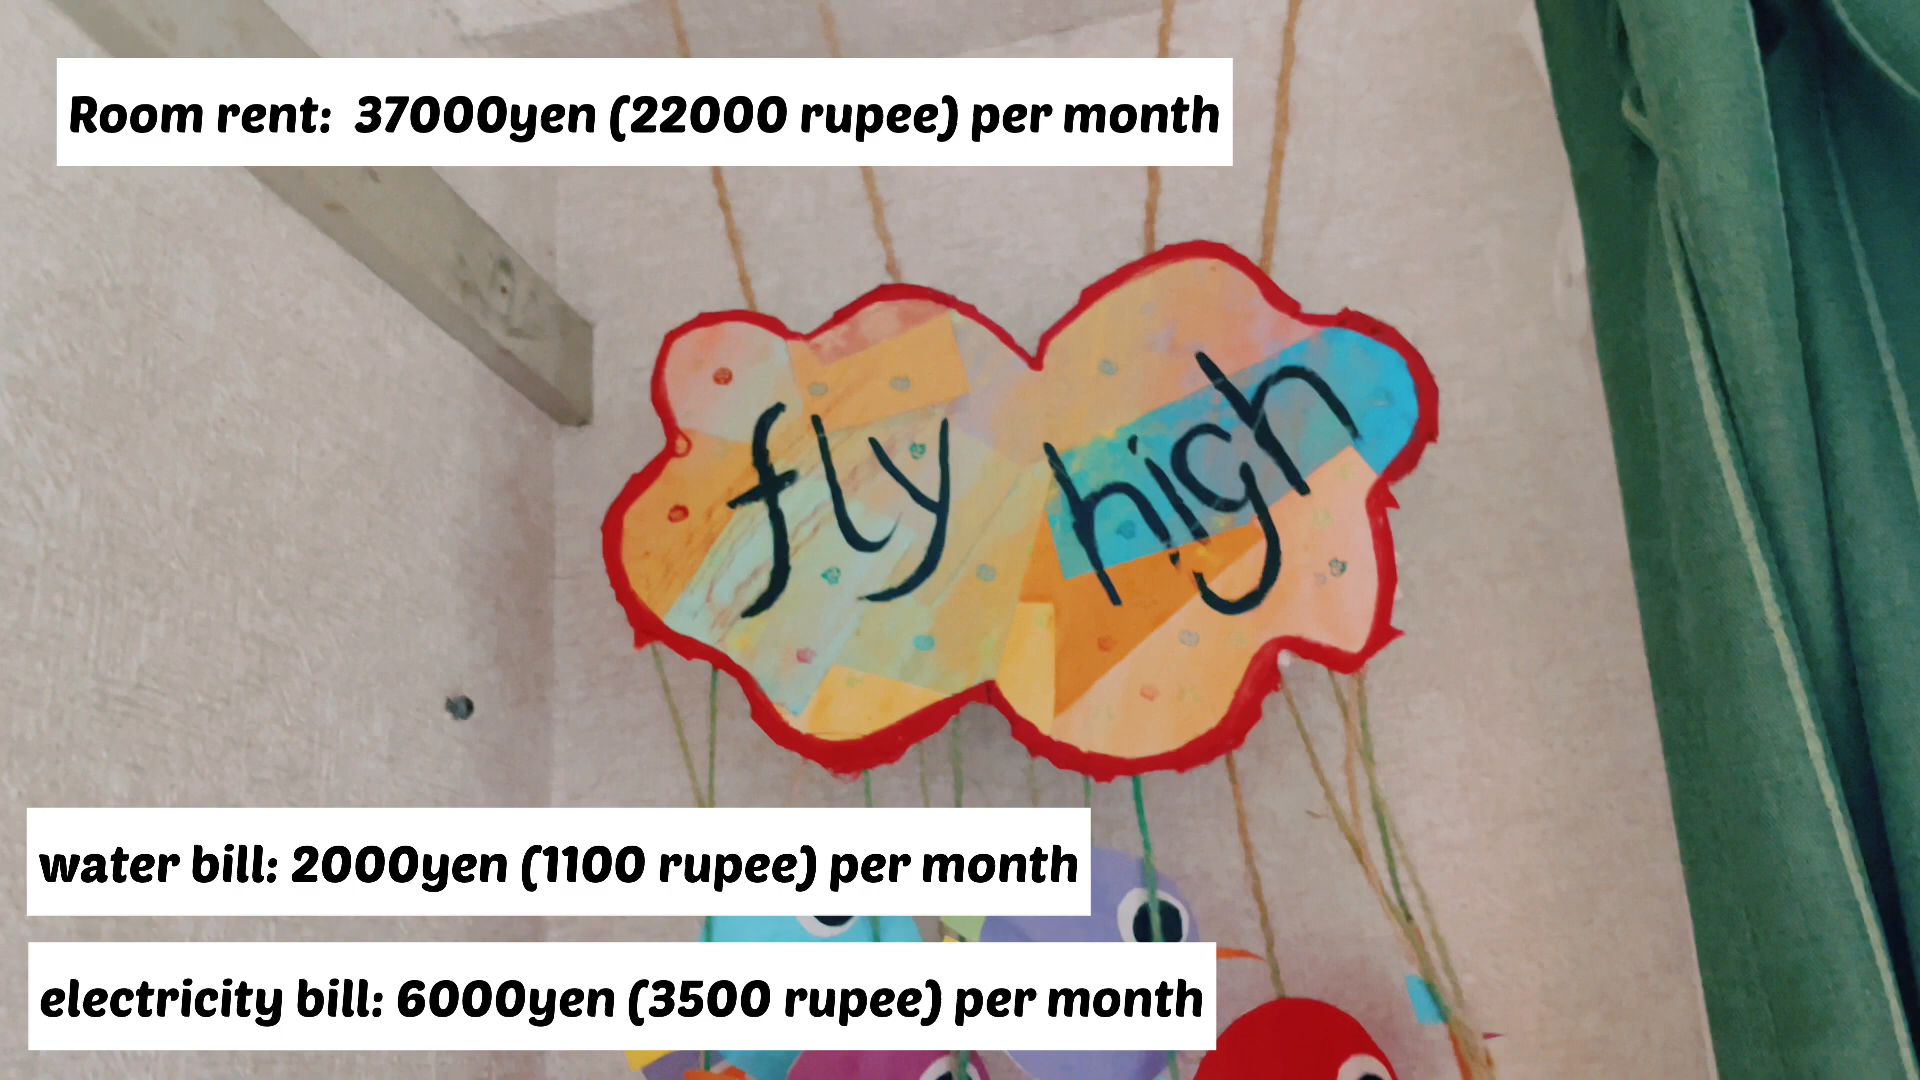 Room rent:  37000yen (22000 rupee) per month
fly high
water bill: 2000yen (1100 rupee) per month
electricity bill: 6000yen (3500 rupee) per month